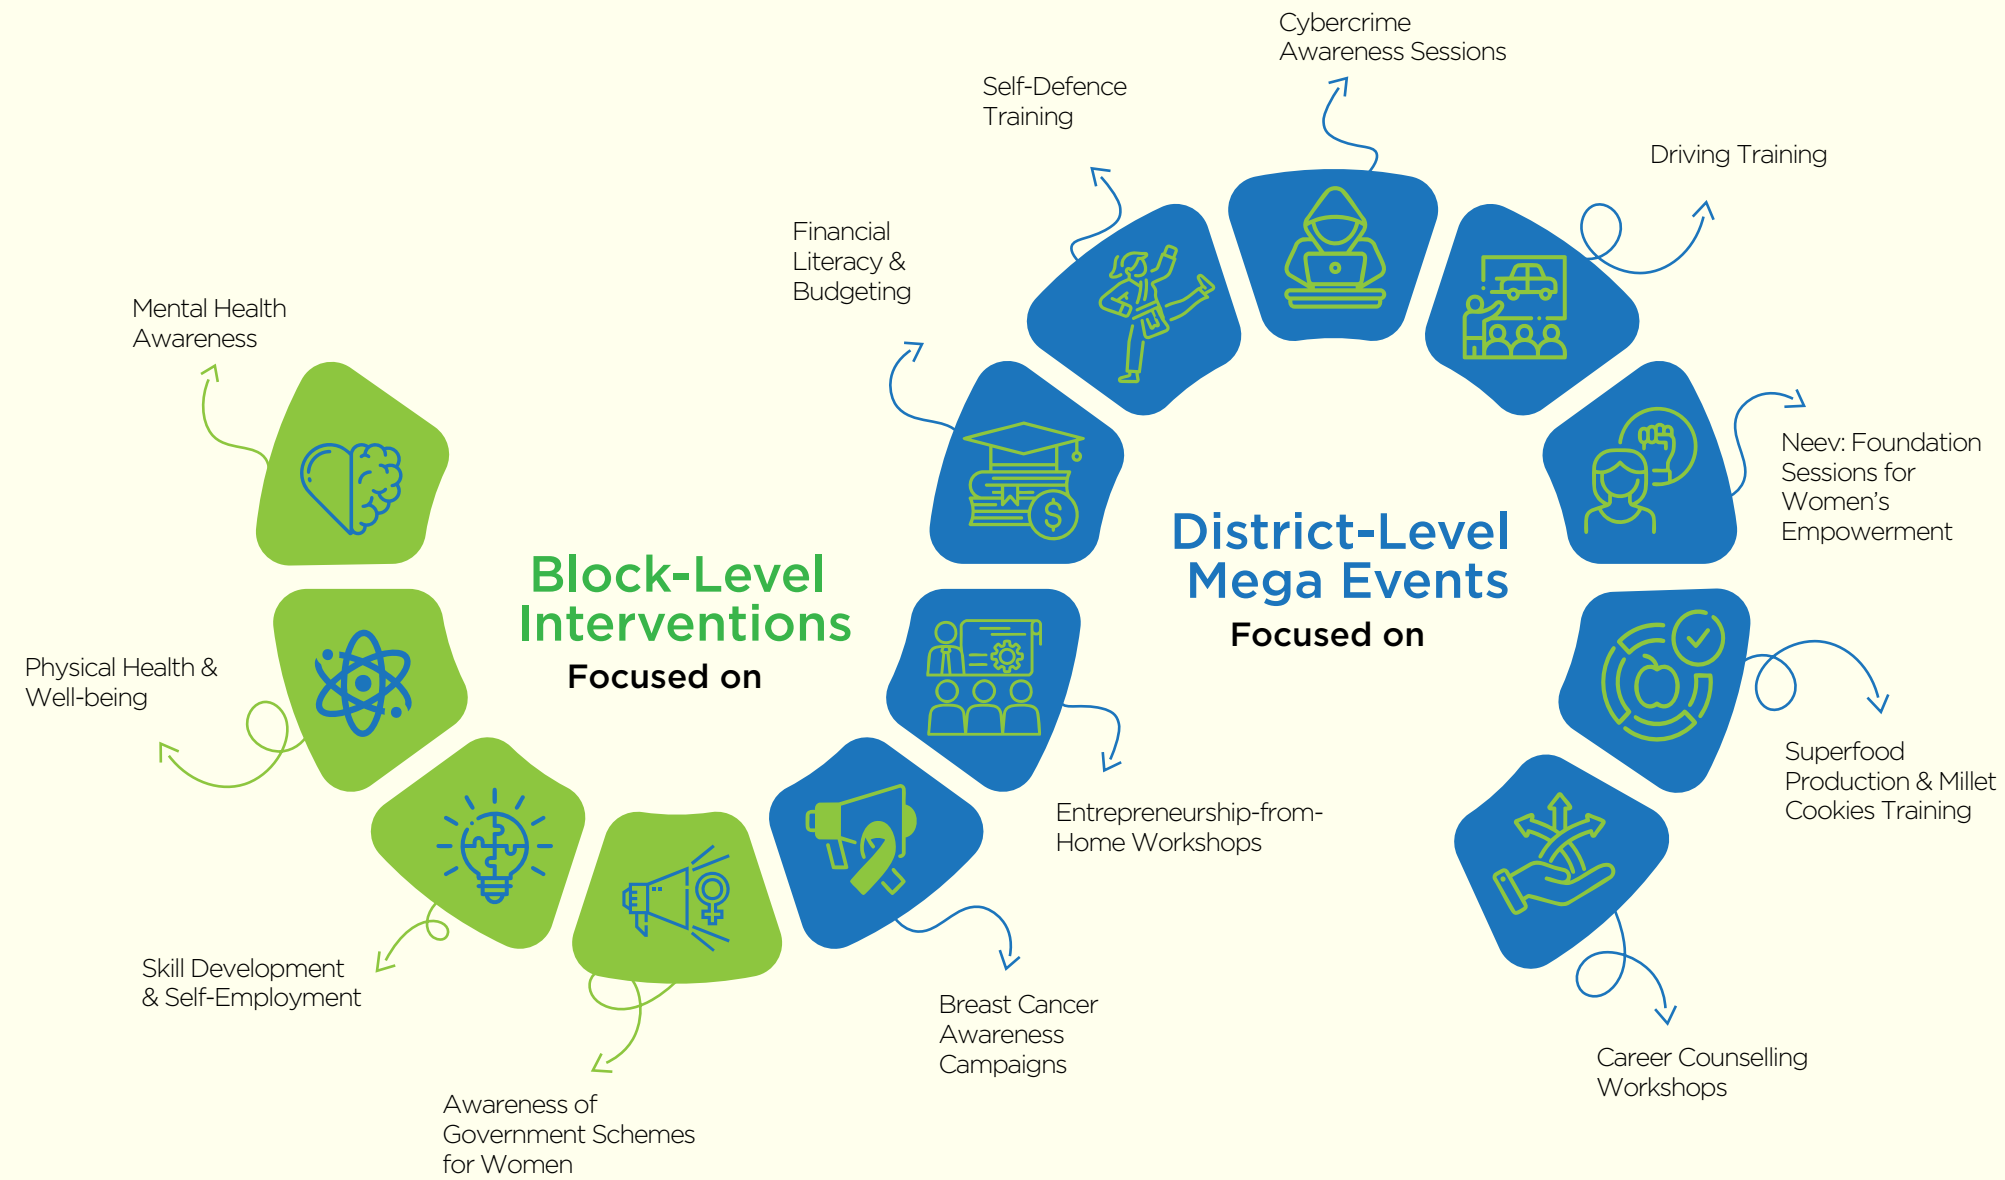 Block-Level
Interventions
Focused on
Mental Health
Awareness
Physical Health &
Well-being
Skill Development
& Self-Employment
Awareness of
Government Schemes
for Women
District-Level
Mega Events
Focused on
Breast Cancer
Awareness
Campaigns
Entrepreneurship-from-
Home Workshops
Financial
Literacy &
Budgeting
Self-Defence
Training
Cybercrime
Awareness Sessions
Driving Training
Neev: Foundation
Sessions for
Women's
Empowerment
Superfood
Production & Millet
Cookies Training
Career Counselling
Workshops